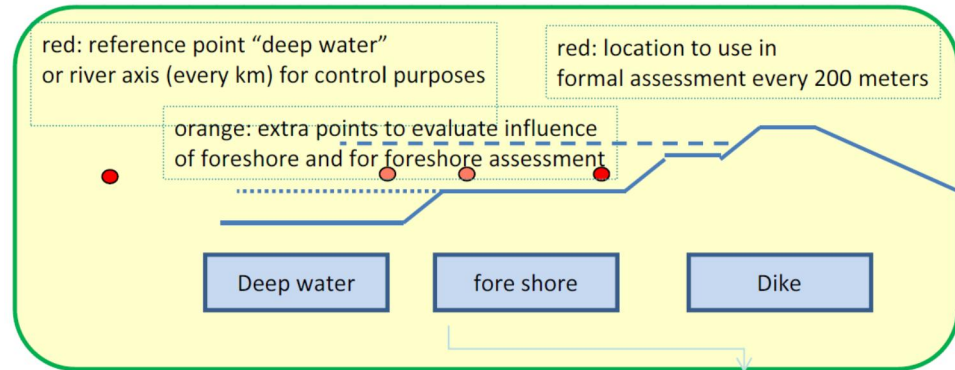 red: reference point “deep water”
or river axis (every km) for control purposes
red: location to use in
formal assessment every 200 meters
orange: extra points to evaluate influence
of foreshore and for foreshore assessment
Deep water
fore shore
Dike